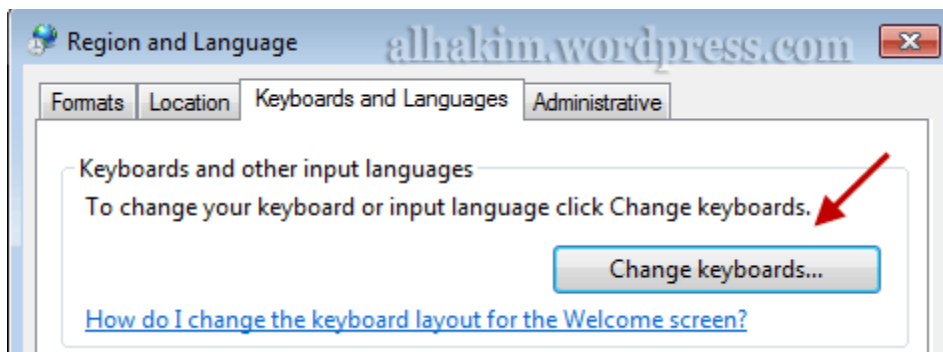 Region and Language
alhakim.wordpress.com
Formats Location Keyboards and Languages Administrative
Keyboards and other input languages
To change your keyboard or input language click Change keyboards.
Change keyboards...
How do I change the keyboard layout for the Welcome screen?